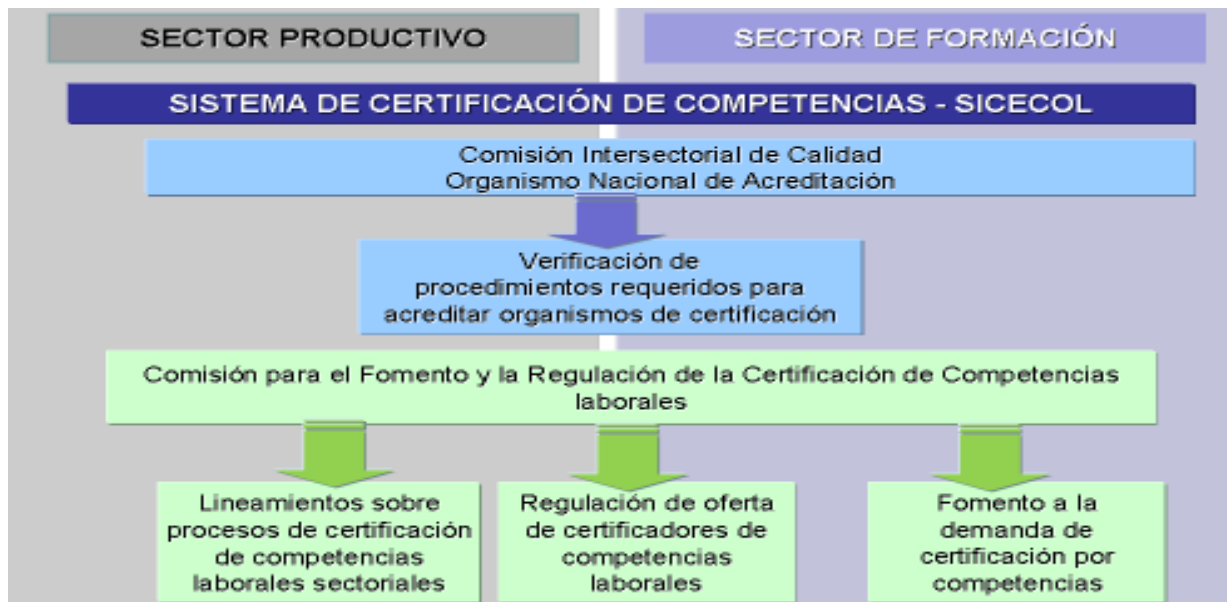 SECTOR PRODUCTIVO
SECTOR DE FORMACIÓN
SISTEMA DE CERTIFICACIÓN DE COMPETENCIAS - SICECOL
Comisión Intersectorial de Calidad
Organismo Nacional de Acreditación
Verificación de
procedimientos requeridos para
acreditar organismos de certificación
Comisión para el Fomento y la Regulación de la Certificación de Competencias
laborales
Lineamientos sobre
procesos de certificación
de competencias
laborales sectoriales
Regulación de oferta
de certificadores de
competencias
laborales
Fomento a la
demanda de
certificación por
competencias